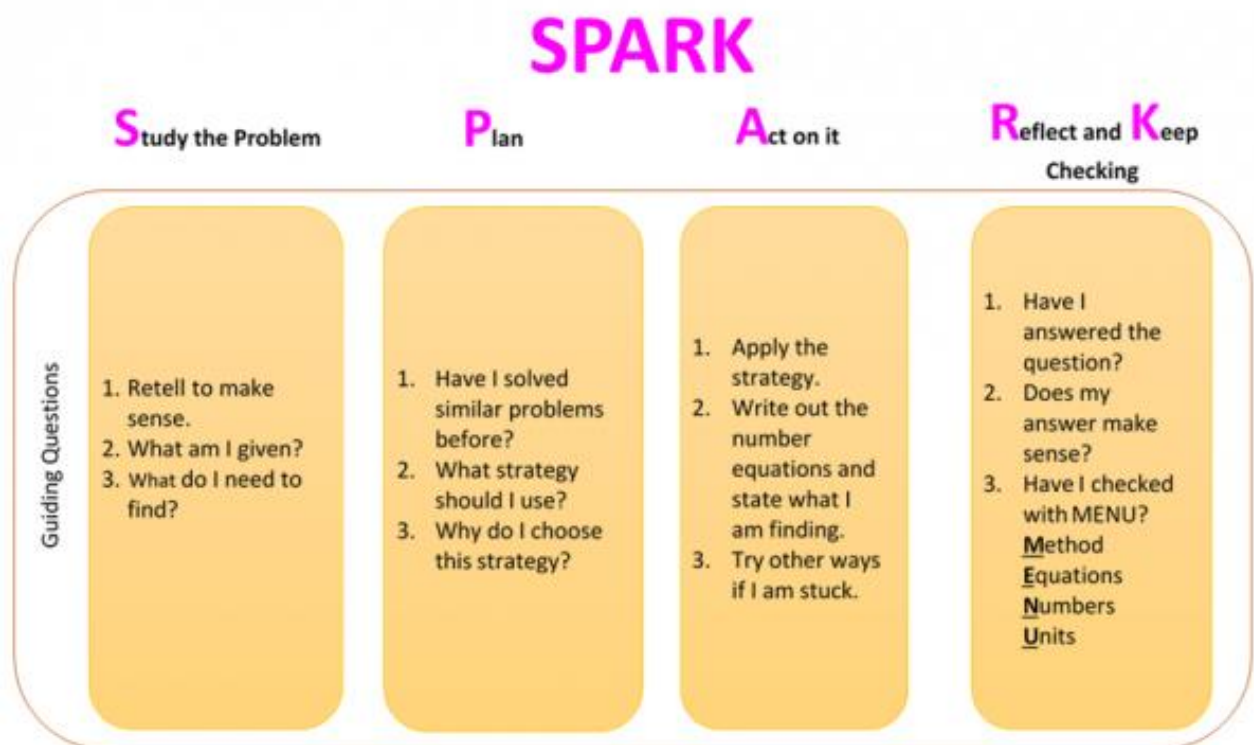 SPARK
Study the Problem
Plan
Act on it
Reflect and Keep
Checking
Guiding Questions
1. Retell to make
sense.
2. What am I given?
3. What do I need to
find?
1. Have I solved
similar problems
before?
2. What strategy
should I use?
3. Why do I choose
this strategy?
1. Apply the
strategy.
2. Write out the
number
equations and
state what I
am finding.
3. Try other ways
if I am stuck.
1. Have I
answered the
question?
2. Does my
answer make
sense?
3. Have I checked
with MENU?
Method
Equations
Numbers
Units